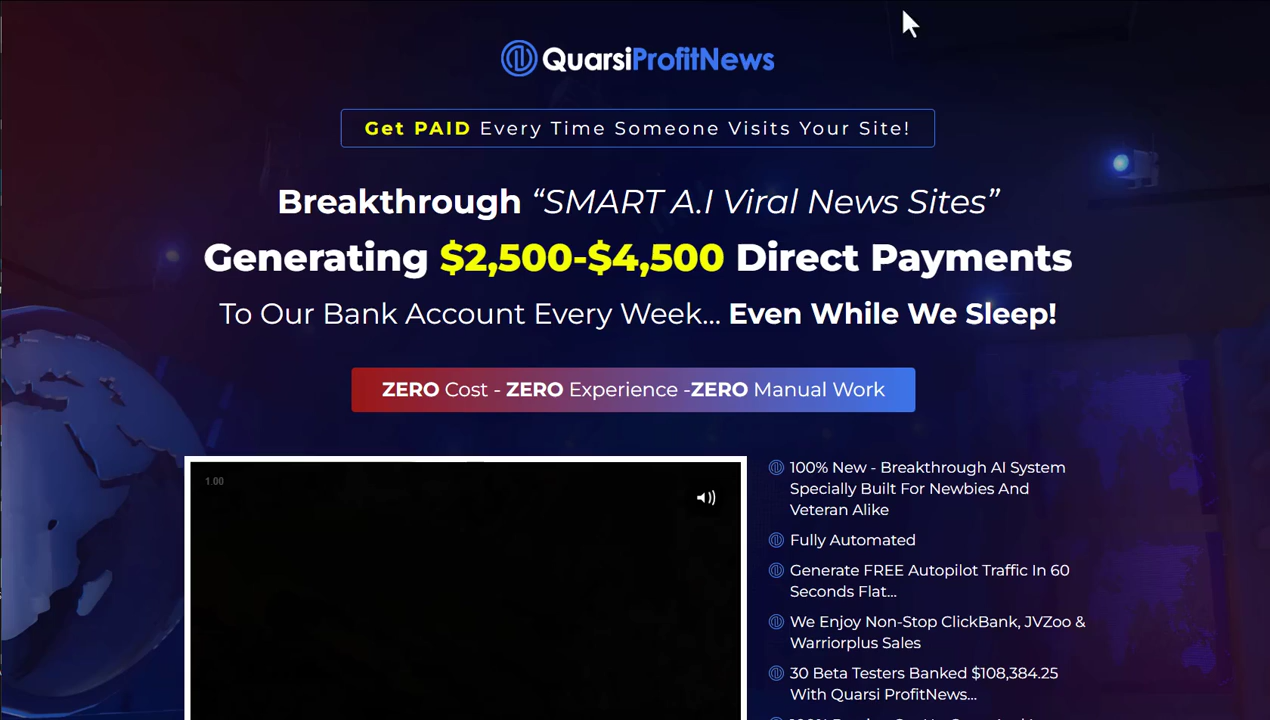 QuarsiProfitNews
Get PAID Every Time Someone Visits Your Site!
Breakthrough “SMART A.I Viral News Sites”
Generating $2,500-$4,500 Direct Payments
To Our Bank Account Every Week... Even While We Sleep!
ZERO Cost - ZERO Experience -ZERO Manual Work
1.00
100% New - Breakthrough AI System
Specially Built For Newbies And
Veteran Alike
Fully Automated
Generate FREE Autopilot Traffic In 60
Seconds Flat...
We Enjoy Non-Stop ClickBank, JVZoo &
Warriorplus Sales
30 Beta Testers Banked $108,384.25
With Quarsi ProfitNews...